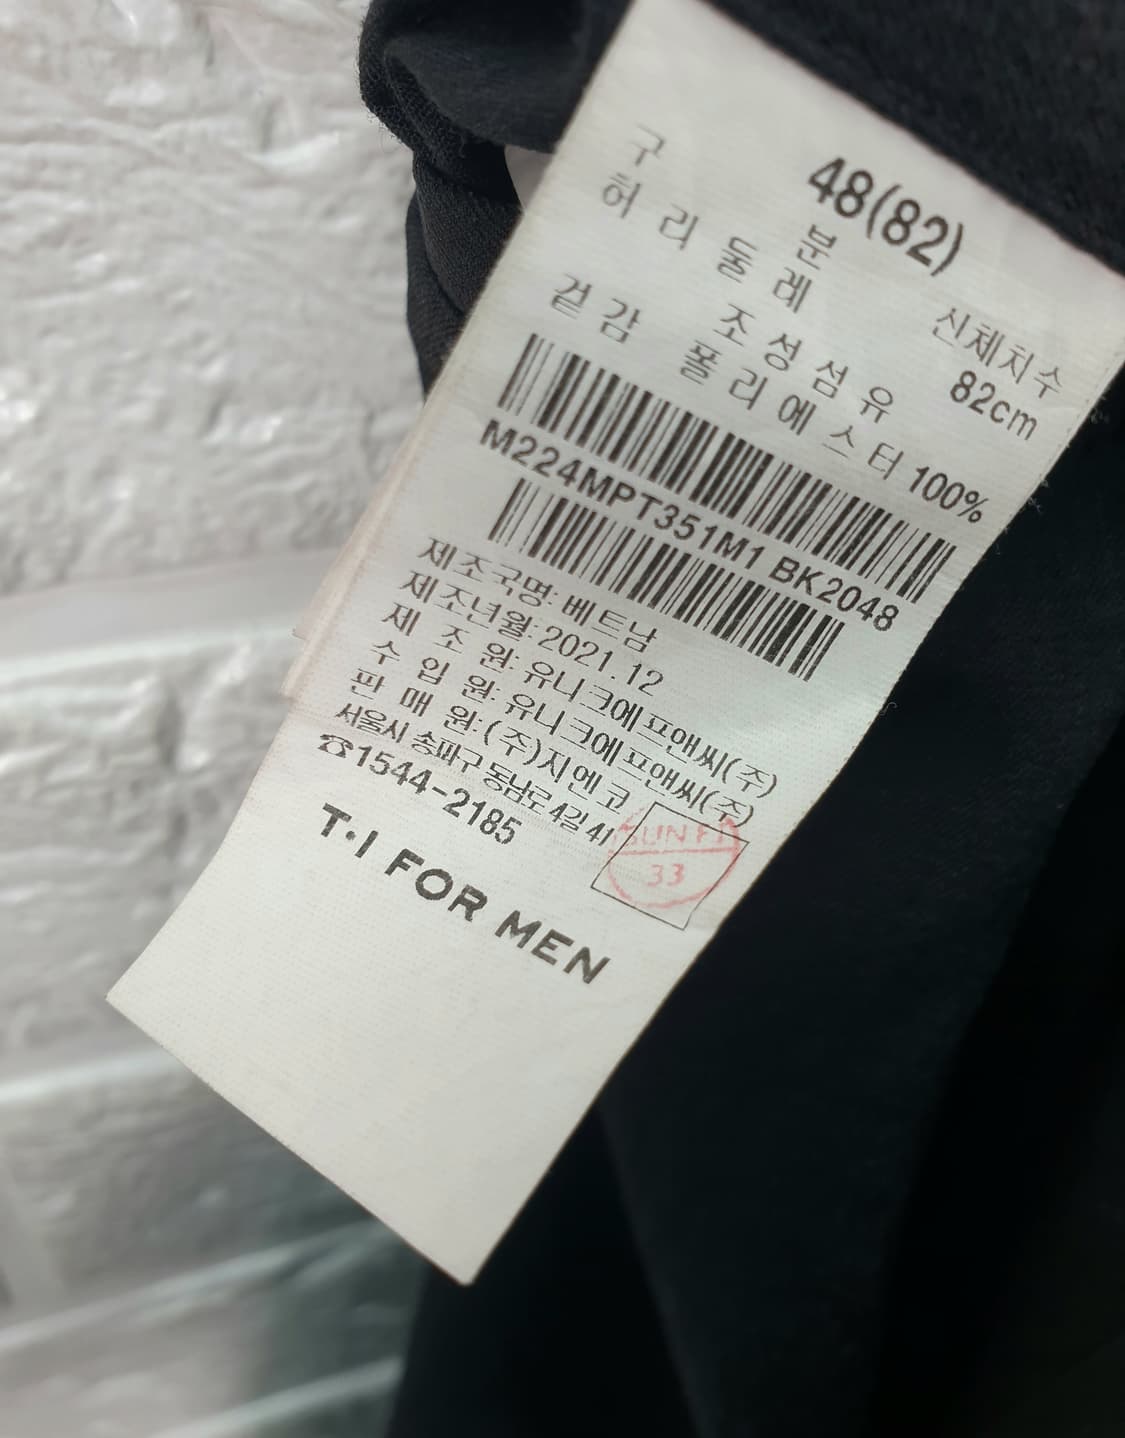 48(82)
구 분 신체치수
허리둘레 82cm
조성섬유
겉감 폴리에스터 100%
M224MPT351M1 BK2048
제조국명: 베트남
제조년월: 2021.12
제 조 원: 유니크에프앤씨(주)
수 입 원: 유니크에프앤씨(주)
판 매 원: (주)지엔코
서울시 송파구 동남로 4길 41
☎1544-2185
33
T·I FOR MEN